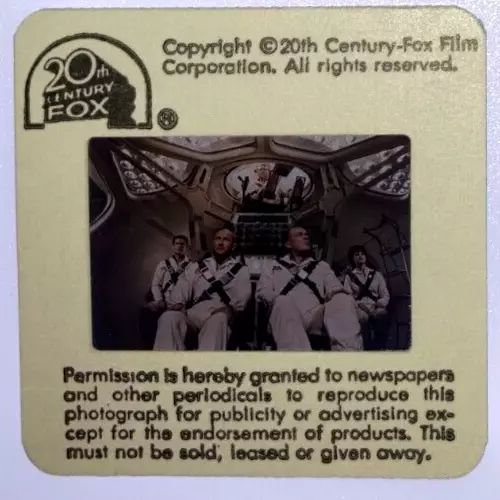 20th
CENTURY
FOX
®
Copyright ©20th Century-Fox Film
Corporation. All rights reserved.
Permission is hereby granted to newspapers
and other periodicals to reproduce this
photograph for publicity or advertising ex-
cept for the endorsement of products. This
must not be sold, leased or given away.